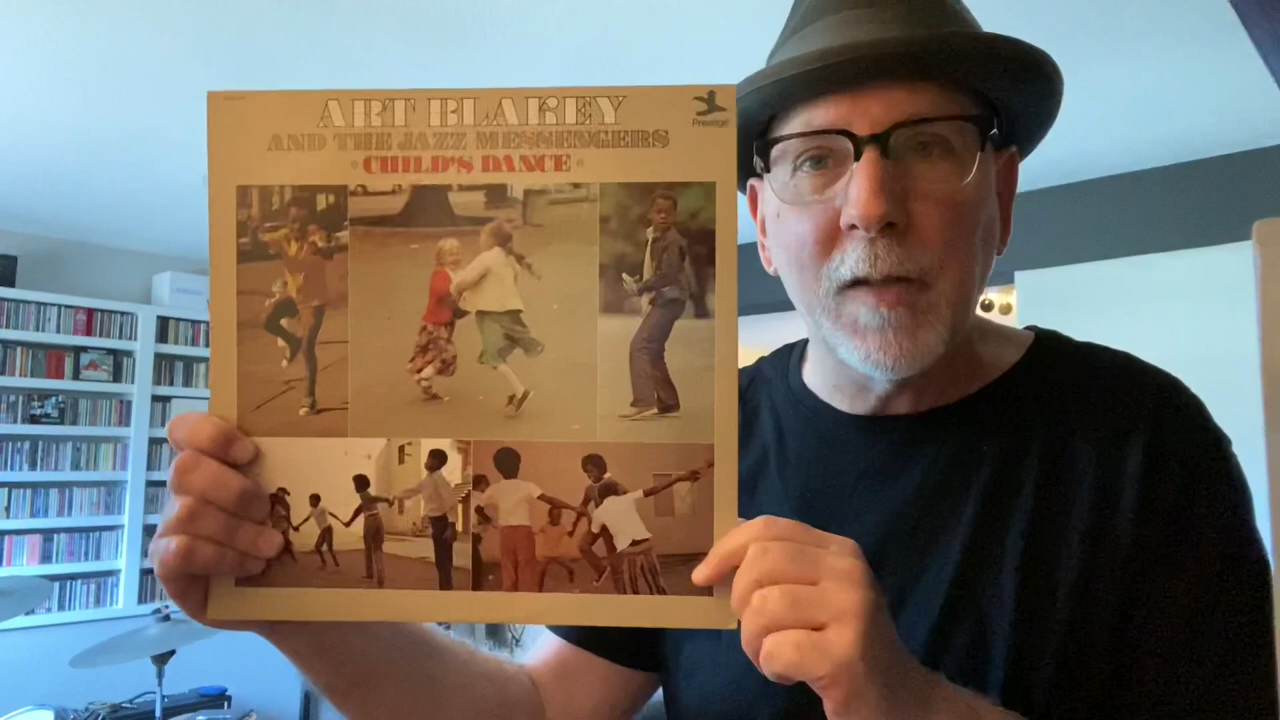 ART BLAKEY
AND THE JAZZ MESSENGERS
CHILD'S DANCE
Prestige